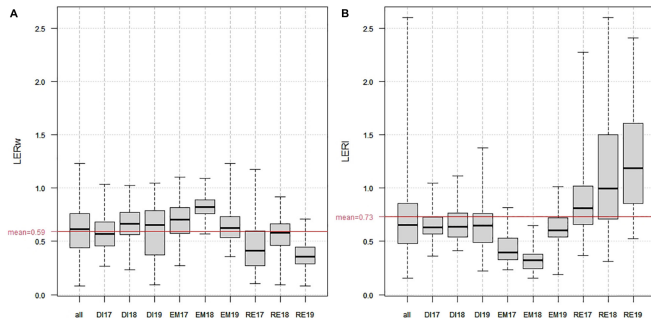 A
LERw
2.5
2.0
1.5
1.0
0.5
0.0
mean=0.59
all DI17 DI18 DI19 EM17 EM18 EM19 RE17 RE18 RE19
B
LERl
2.5
2.0
1.5
1.0
0.5
0.0
mean=0.73
all DI17 DI18 DI19 EM17 EM18 EM19 RE17 RE18 RE19